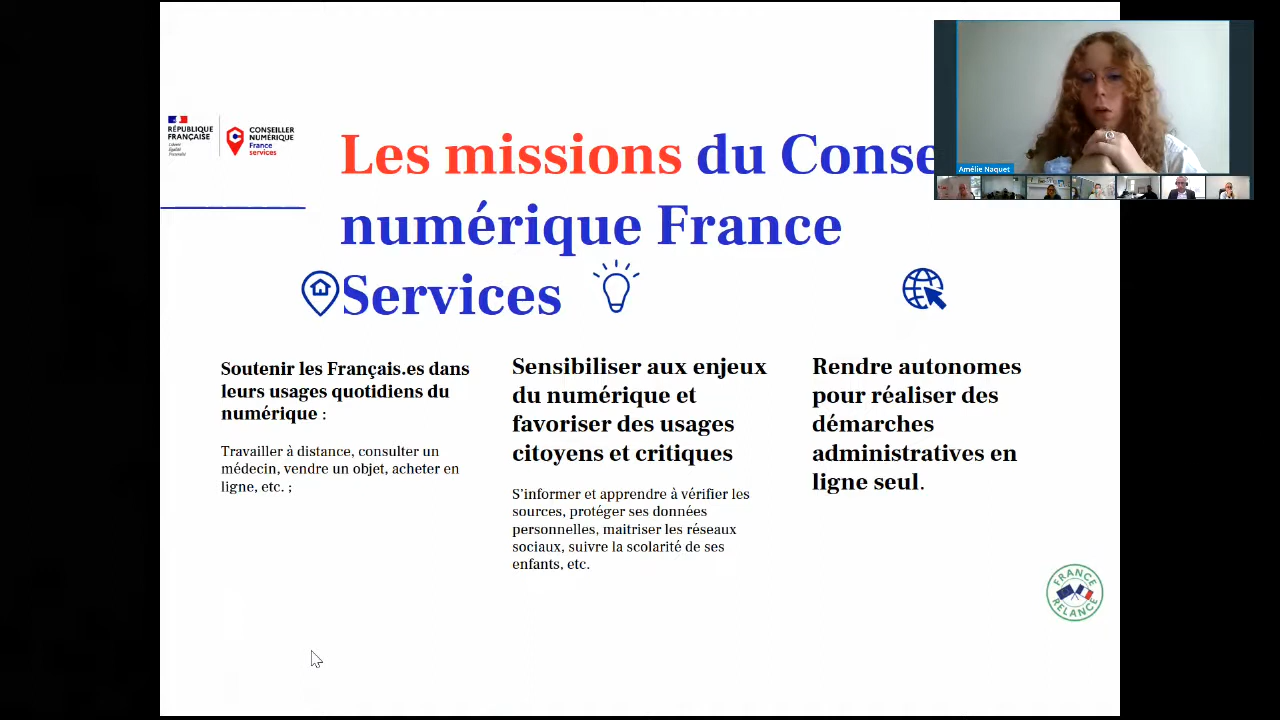 RÉPUBLIQUE
FRANÇAISE
Liberté
Égalité
Fraternité
CONSEILLER
NUMÉRIQUE
France
services
Les missions du Conse
numérique France
Services
Amélie Naquet
Soutenir les Français.es dans
leurs usages quotidiens du
numérique :
Travailler à distance, consulter un
médecin, vendre un objet, acheter en
ligne, etc. ;
Sensibiliser aux enjeux
du numérique et
favoriser des usages
citoyens et critiques
S'informer et apprendre à vérifier les
sources, protéger ses données
personnelles, maitriser les réseaux
sociaux, suivre la scolarité de ses
enfants, etc.
Rendre autonomes
pour réaliser des
démarches
administratives en
ligne seul.
FRANCE
RELANCE